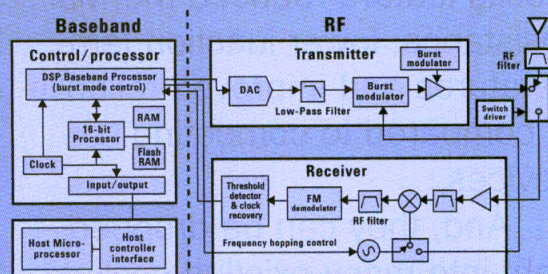 Baseband
RF
Control/processor
DSP Baseband Processor
(burst mode control)
16-bit
Processor
RAM
Flash
RAM
Clock
Input/output
Host Micro-
processor
Host
controller
interface
Transmitter
DAC
Low-Pass Filter
Burst
modulator
Burst
modulator
RF
filter
Switch
driver
Receiver
Threshold
detector
& clock
recovery
FM
demodulator
RF filter
Frequency hopping control